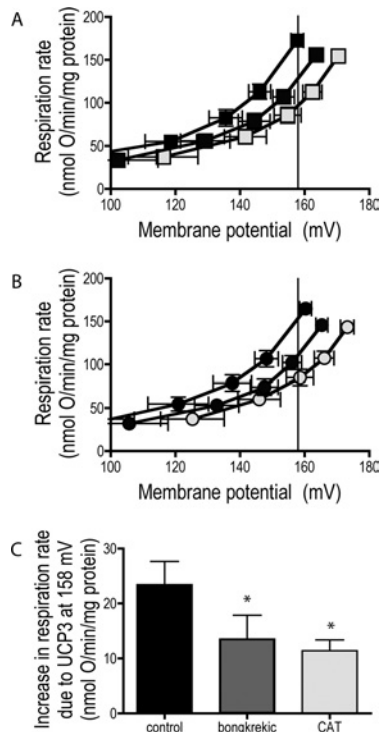 A
Respiration rate
(nmol O/min/mg protein)
200
150
100
50
0
100
120
140
160
180
Membrane potential (mV)
B
Respiration rate
(nmol O/min/mg protein)
200
150
100
50
0
100
120
140
160
180
Membrane potential (mV)
C
Increase in respiration rate
due to UCP3 at 158 mV
(nmol O/min/mg protein)
30
20
10
0
*
*
control
bongkrekic
CAT